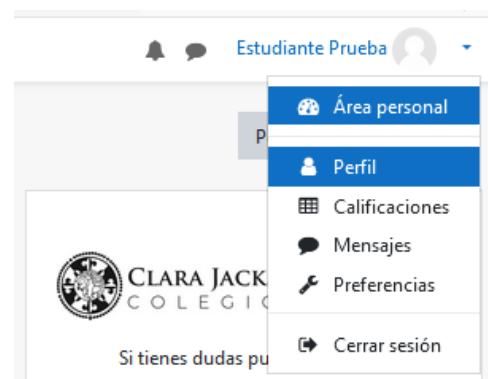 Estudiante Prueba
Área personal
P
Perfil
Calificaciones
Mensajes
Preferencias
Cerrar sesión
CLARA JACK
COLEGIO
Si tienes dudas pu